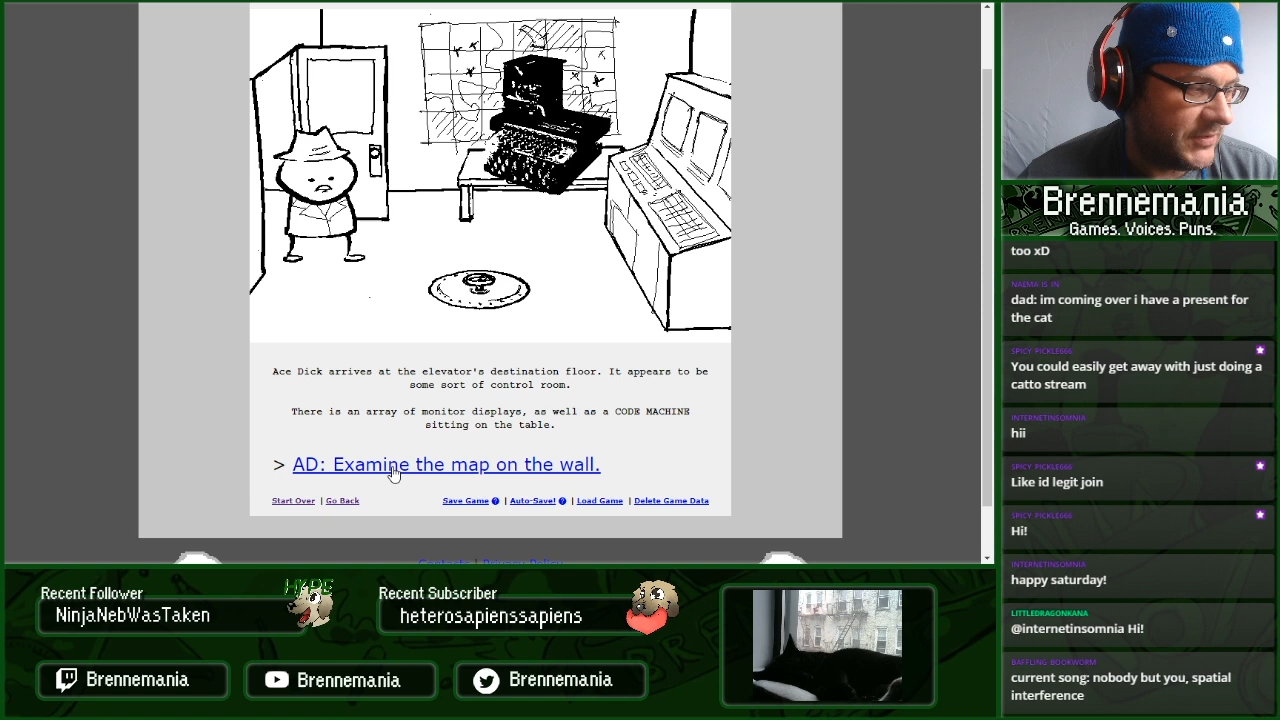 Ace Dick arrives at the elevator's destination floor. It appears to be
some sort of control room.
There is an array of monitor displays, as well as a CODE MACHINE
sitting on the table.
> AD: Examine the map on the wall.
Start Over | Go Back
Save Game ? | Auto-Save! ? | Load Game | Delete Game Data
Contacts | Privacy Policy
Brennemania
Games. Voices. Puns.
too xD
NAEMA IS IN
dad: im coming over i have a present for
the cat
SPICY PICKLE666
You could easily get away with just doing a
catto stream
INTERNETINSOMNIA
hii
SPICY PICKLE666
Like id legit join
SPICY PICKLE666
Hi!
INTERNETINSOMNIA
happy saturday!
LITTLEDRAGONKANA
@internetinsomnia Hi!
BAFFLING BOOKWORM
current song: nobody but you, spatial
interference
Recent Follower
NinjaNebWasTaken
HYPE
Recent Subscriber
heterosapienssapiens
Brennemania
Brennemania
Brennemania